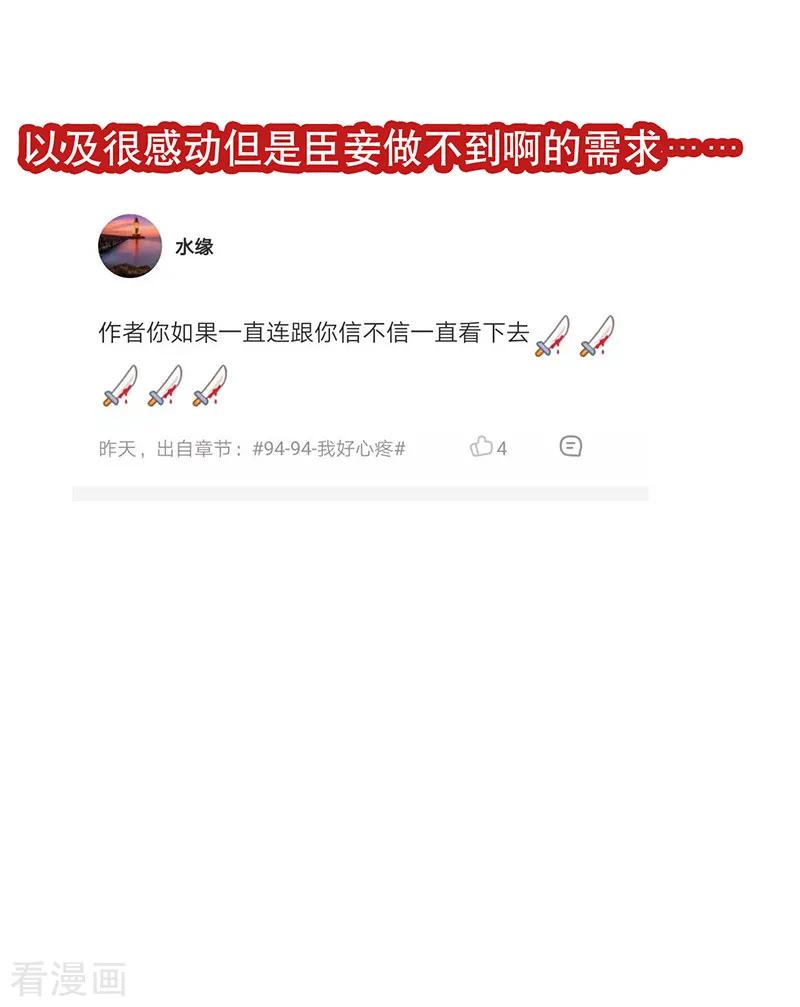 以及很感动但是臣妾做不到啊的需求……
水缘
作者你如果一直连跟你信不信一直看下去
昨天，出自章节：#94-94-我好心疼#
4
看漫画